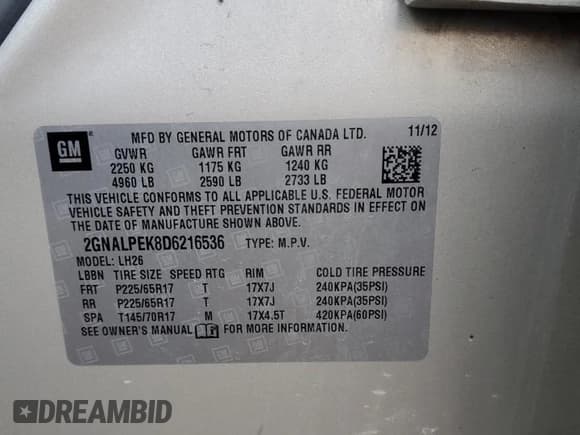 GM
MFD BY GENERAL MOTORS OF CANADA LTD. 11/12
GVWR GAWR FRT GAWR RR
2250 KG 1175 KG 1240 KG
4960 LB 2590 LB 2733 LB
THIS VEHICLE CONFORMS TO ALL APPLICABLE U.S. FEDERAL MOTOR
VEHICLE SAFETY AND THEFT PREVENTION STANDARDS IN EFFECT ON
THE DATE OF MANUFACTURE SHOWN ABOVE.
2GNALPEK8D6216536 TYPE: M.P.V.
MODEL: LH26
LBBN TIRE SIZE SPEED RTG RIM COLD TIRE PRESSURE
FRT P225/65R17 T 17X7J 240KPA(35PSI)
RR P225/65R17 T 17X7J 240KPA(35PSI)
SPA T145/70R17 M 17X4.5T 420KPA(60PSI)
SEE OWNER'S MANUAL FOR MORE INFORMATION.
DREAMBID